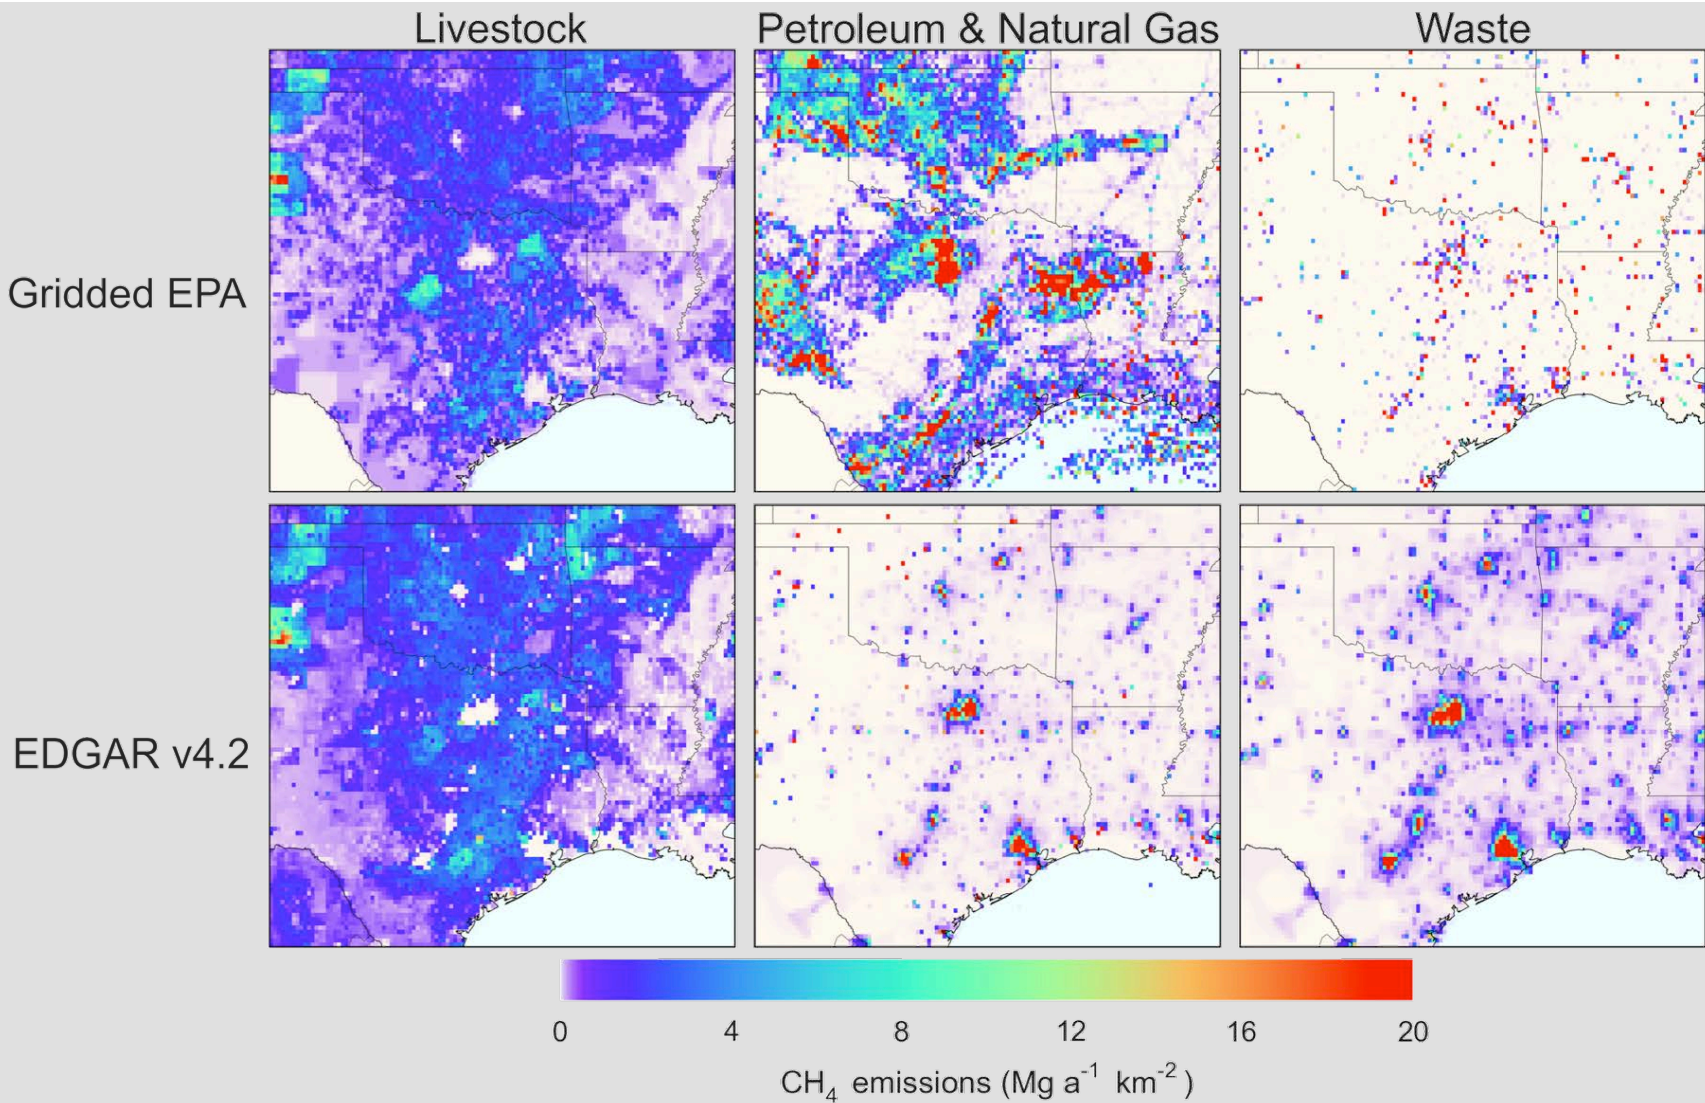 Livestock
Petroleum & Natural Gas
Waste
Gridded EPA
EDGAR v4.2
0 4 8 12 16 20
CH₄ emissions (Mg a⁻¹ km⁻²)